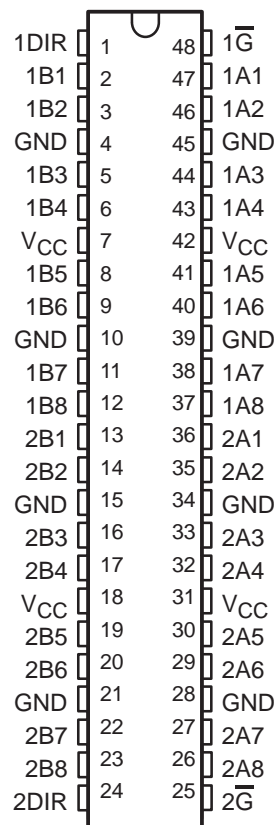 1DIR 1 48 1G̅
1B1 2 47 1A1
1B2 3 46 1A2
GND 4 45 GND
1B3 5 44 1A3
1B4 6 43 1A4
VCC 7 42 VCC
1B5 8 41 1A5
1B6 9 40 1A6
GND 10 39 GND
1B7 11 38 1A7
1B8 12 37 1A8
2B1 13 36 2A1
2B2 14 35 2A2
GND 15 34 GND
2B3 16 33 2A3
2B4 17 32 2A4
VCC 18 31 VCC
2B5 19 30 2A5
2B6 20 29 2A6
GND 21 28 GND
2B7 22 27 2A7
2B8 23 26 2A8
2DIR 24 25 2G̅